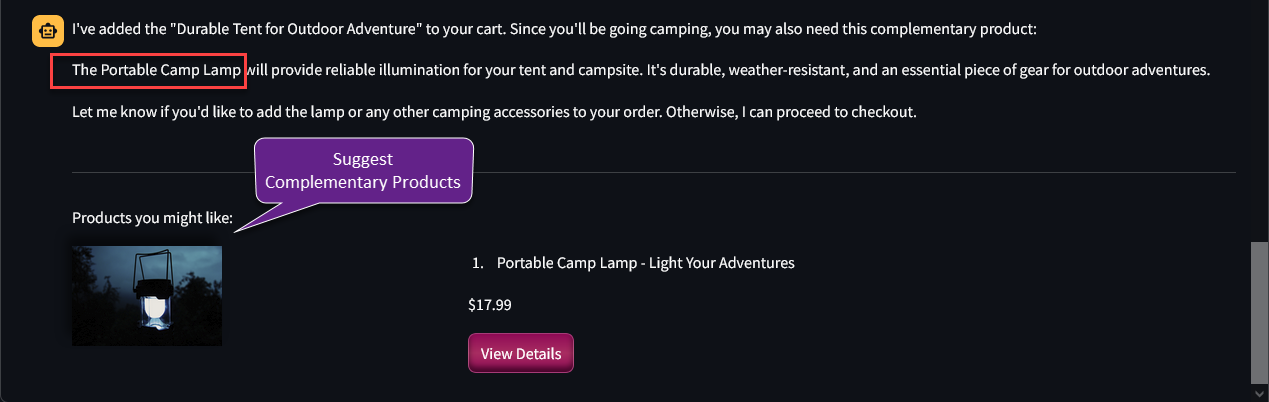 I've added the "Durable Tent for Outdoor Adventure" to your cart. Since you'll be going camping, you may also need this complementary product:
The Portable Camp Lamp will provide reliable illumination for your tent and campsite. It's durable, weather-resistant, and an essential piece of gear for outdoor adventures.
Let me know if you'd like to add the lamp or any other camping accessories to your order. Otherwise, I can proceed to checkout.
Suggest
Complementary Products
Products you might like:
1. Portable Camp Lamp - Light Your Adventures
$17.99
View Details